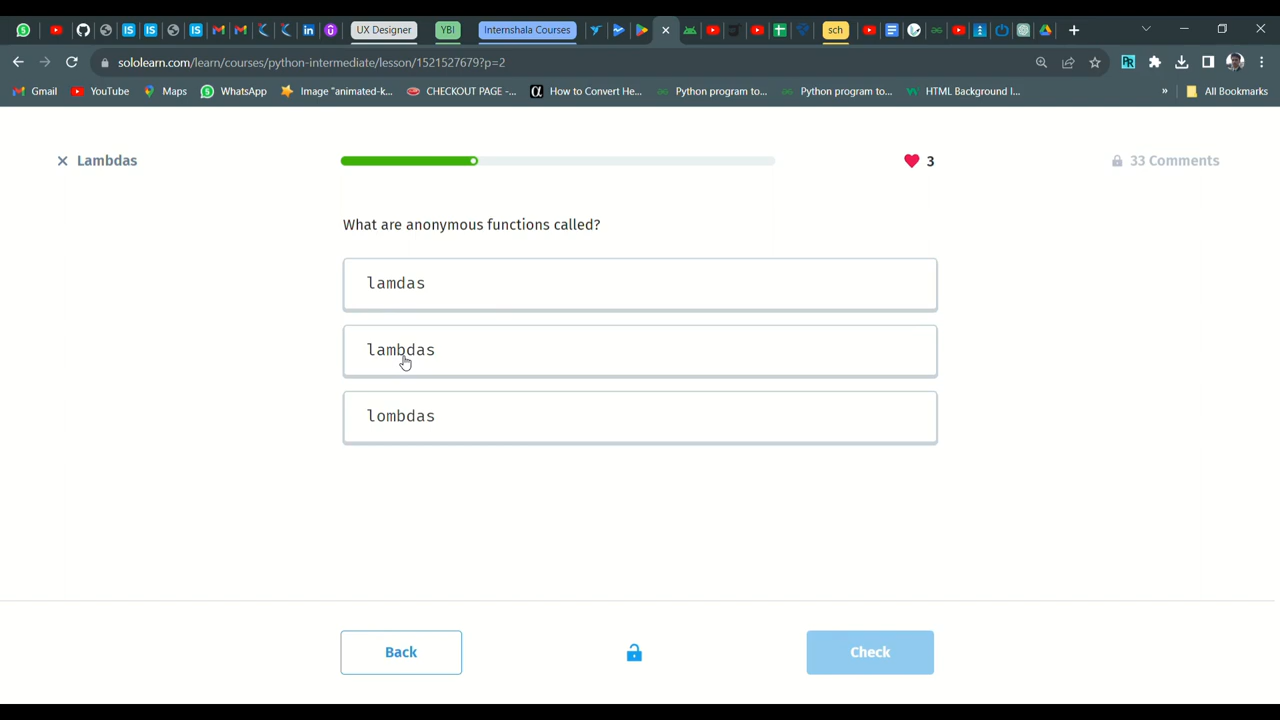 UX Designer
YBI
Internshala Courses
sch
sololearn.com/learn/courses/python-intermediate/lesson/1521527679?p=2
Gmail
YouTube
Maps
WhatsApp
Image "animated-k...
CHECKOUT PAGE -...
How to Convert He...
Python program to...
Python program to...
HTML Background I...
»
All Bookmarks
× Lambdas
3
33 Comments
What are anonymous functions called?
lamdas
lambdas
lombdas
Back
Check